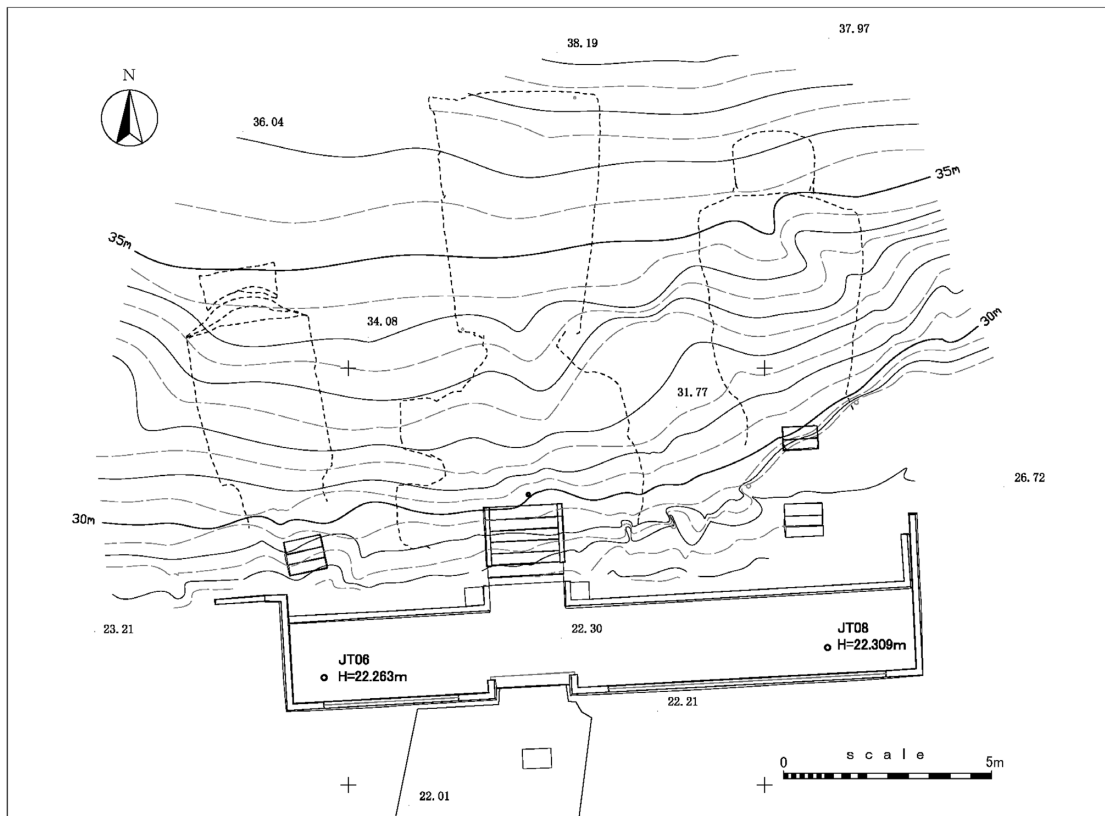 37.97
38.19
N
36.04
35m
35m
34.08
30m
31.77
26.72
30m
23.21
22.30
JT08
H=22.309m
JT06
H=22.263m
22.21
scale
0
5m
22.01